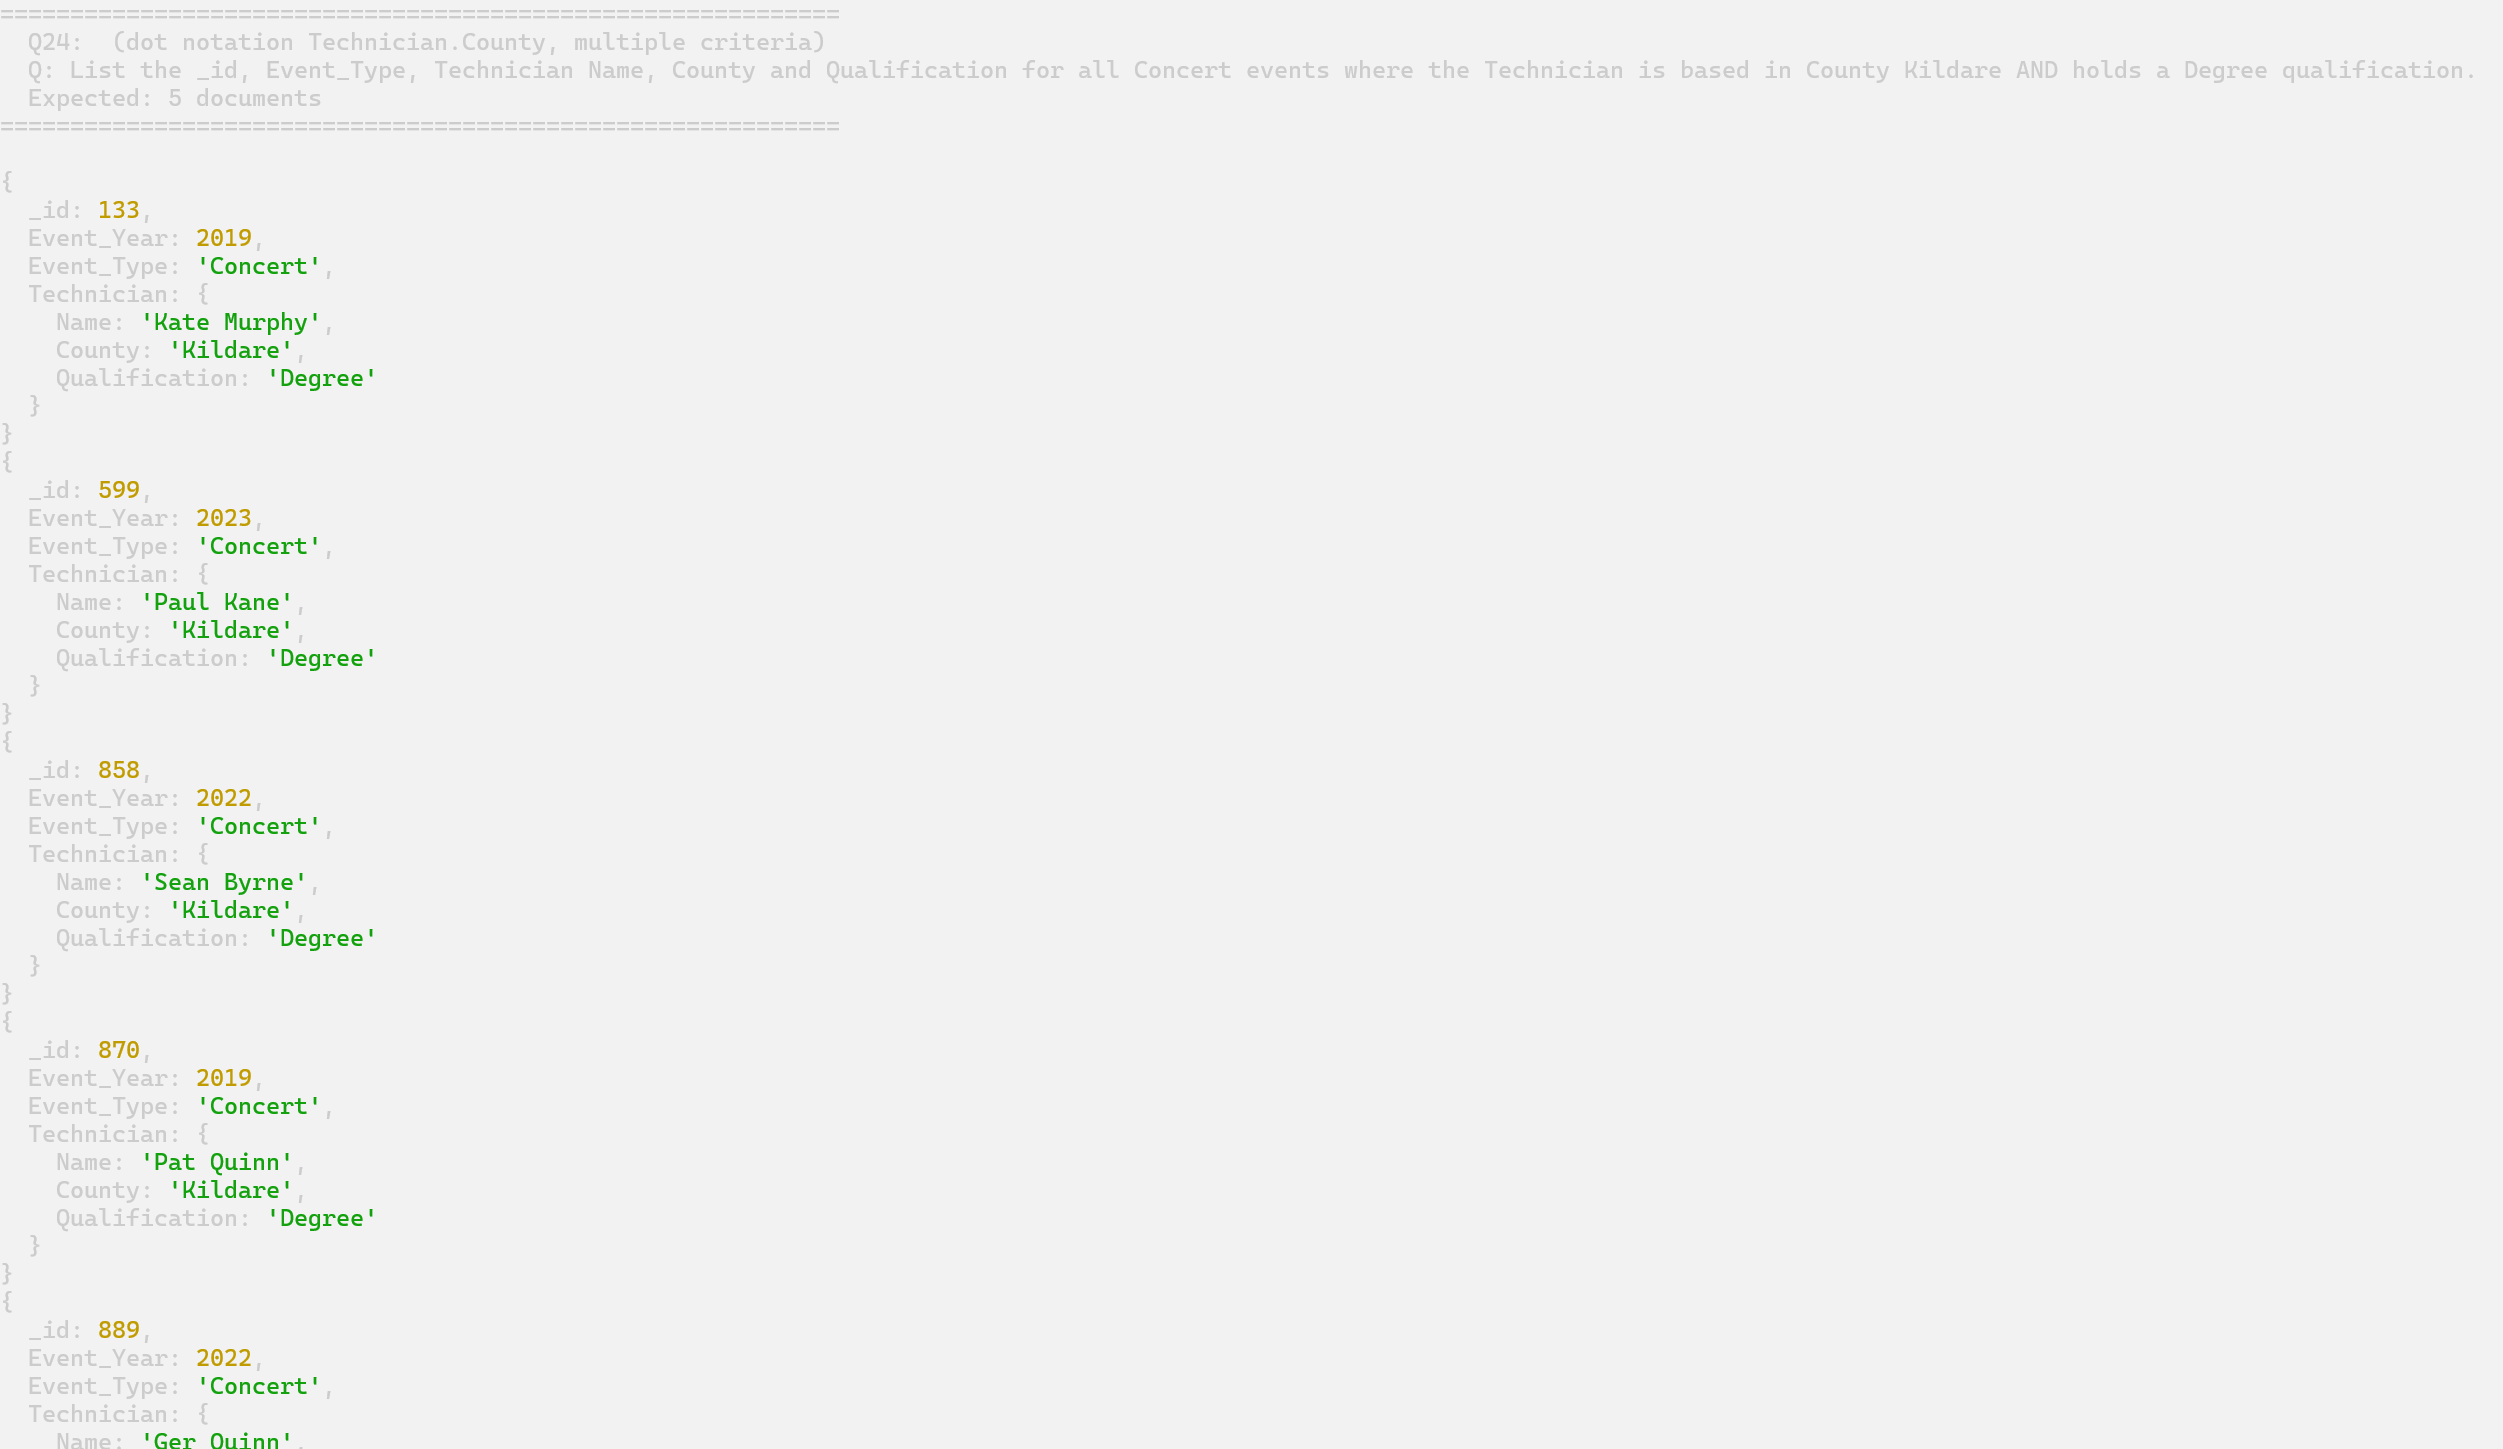 ============================================================
Q24:  (dot notation Technician.County, multiple criteria)
Q: List the _id, Event_Type, Technician Name, County and Qualification for all Concert events where the Technician is based in County Kildare AND holds a Degree qualification.
Expected: 5 documents
============================================================
{
_id: 133,
Event_Year: 2019,
Event_Type: 'Concert',
Technician: {
Name: 'Kate Murphy',
County: 'Kildare',
Qualification: 'Degree'
}
}
{
_id: 599,
Event_Year: 2023,
Event_Type: 'Concert',
Technician: {
Name: 'Paul Kane',
County: 'Kildare',
Qualification: 'Degree'
}
}
{
_id: 858,
Event_Year: 2022,
Event_Type: 'Concert',
Technician: {
Name: 'Sean Byrne',
County: 'Kildare',
Qualification: 'Degree'
}
}
{
_id: 870,
Event_Year: 2019,
Event_Type: 'Concert',
Technician: {
Name: 'Pat Quinn',
County: 'Kildare',
Qualification: 'Degree'
}
}
{
_id: 889,
Event_Year: 2022,
Event_Type: 'Concert',
Technician: {
Name: 'Ger Quinn',